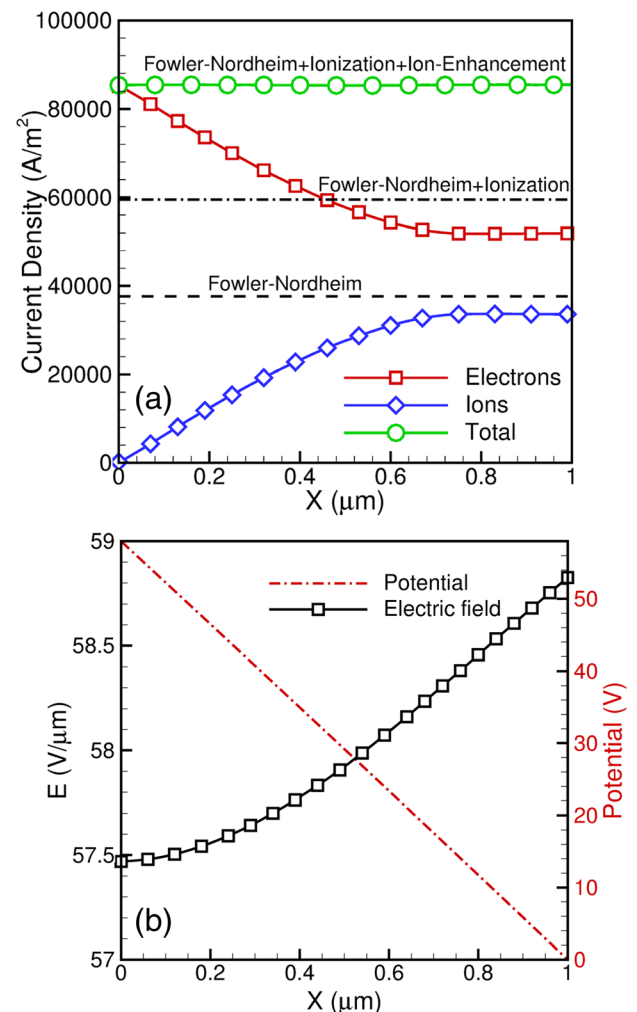 100000
80000
60000
40000
20000
0
Current Density (A/m²)
Fowler-Nordheim+Ionization+Ion-Enhancement
Fowler-Nordheim+Ionization
Fowler-Nordheim
(a)
Electrons
Ions
Total
0 0.2 0.4 0.6 0.8 1
X (μm)
59
58.5
58
57.5
57
E (V/μm)
Potential
Electric field
(b)
50
40
30
20
10
0
Potential (V)
0 0.2 0.4 0.6 0.8 1
X (μm)